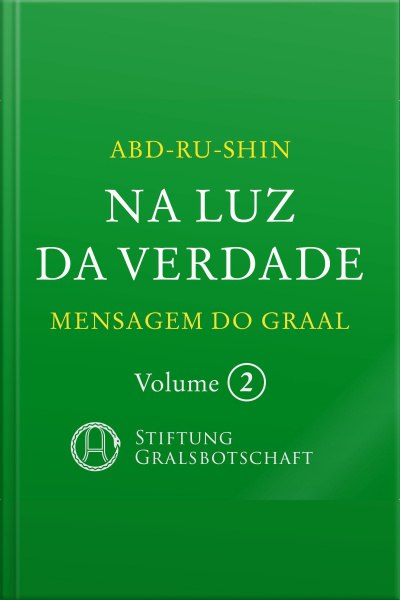 ABD-RU-SHIN
NA LUZ
DA VERDADE
MENSAGEM DO GRAAL
Volume 2
STIFTUNG
GRALSBOTSCHAFT